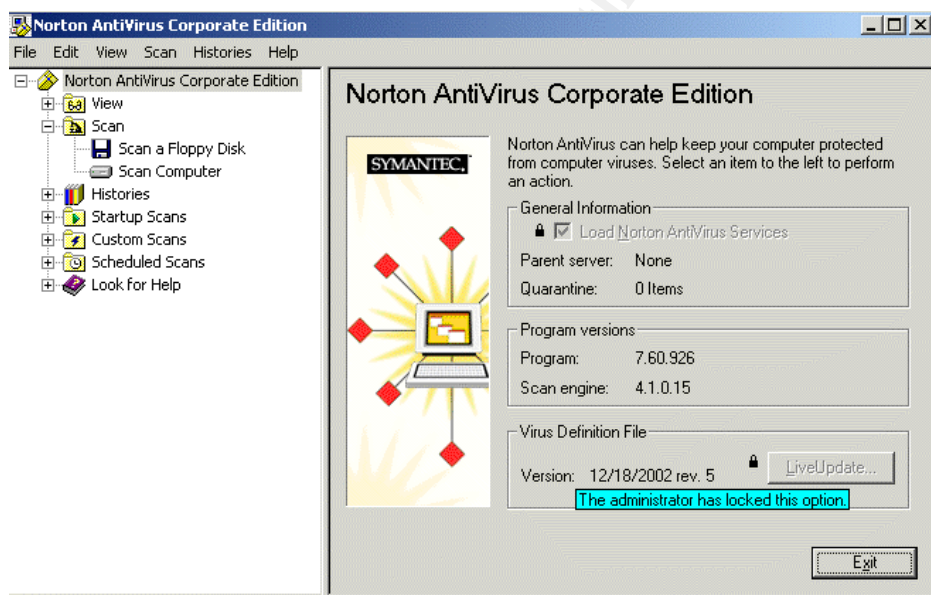 Norton AntiVirus Corporate Edition
File Edit View Scan Histories Help
Norton AntiVirus Corporate Edition
View
Scan
Scan a Floppy Disk
Scan Computer
Histories
Startup Scans
Custom Scans
Scheduled Scans
Look for Help
Norton AntiVirus Corporate Edition
SYMANTEC.
Norton AntiVirus can help keep your computer protected
from computer viruses. Select an item to the left to perform
an action.
General Information
Load Norton AntiVirus Services
Parent server: None
Quarantine: 0 Items
Program versions
Program: 7.60.926
Scan engine: 4.1.0.15
Virus Definition File
Version: 12/18/2002 rev. 5
LiveUpdate...
The administrator has locked this option.
Exit